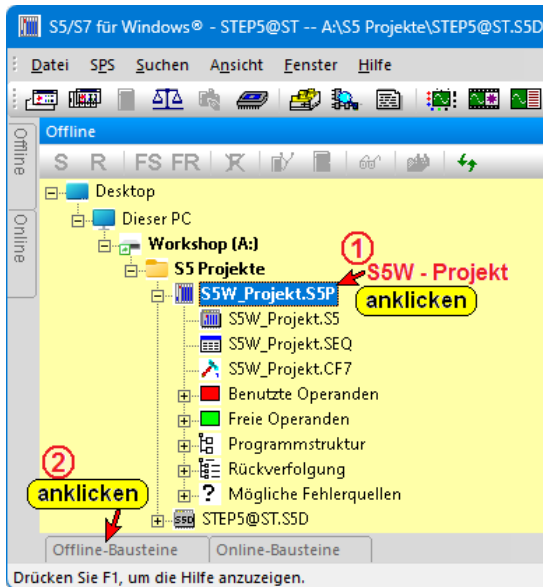 S5/S7 für Windows® - STEP5@ST -- A:\S5 Projekte\STEP5@ST.S5D
Datei SPS Suchen Ansicht Fenster Hilfe
Offline
Offline
Online
S R FS FR
Desktop
Dieser PC
Workshop (A:)
1
S5 Projekte
S5W - Projekt
S5W_Projekt.S5P
anklicken
S5W_Projekt.S5
S5W_Projekt.SEQ
S5W_Projekt.CF7
Benutzte Operanden
Freie Operanden
Programmstruktur
2
Rückverfolgung
anklicken
? Mögliche Fehlerquellen
S5D STEP5@ST.S5D
Offline-Bausteine Online-Bausteine
Drücken Sie F1, um die Hilfe anzuzeigen.